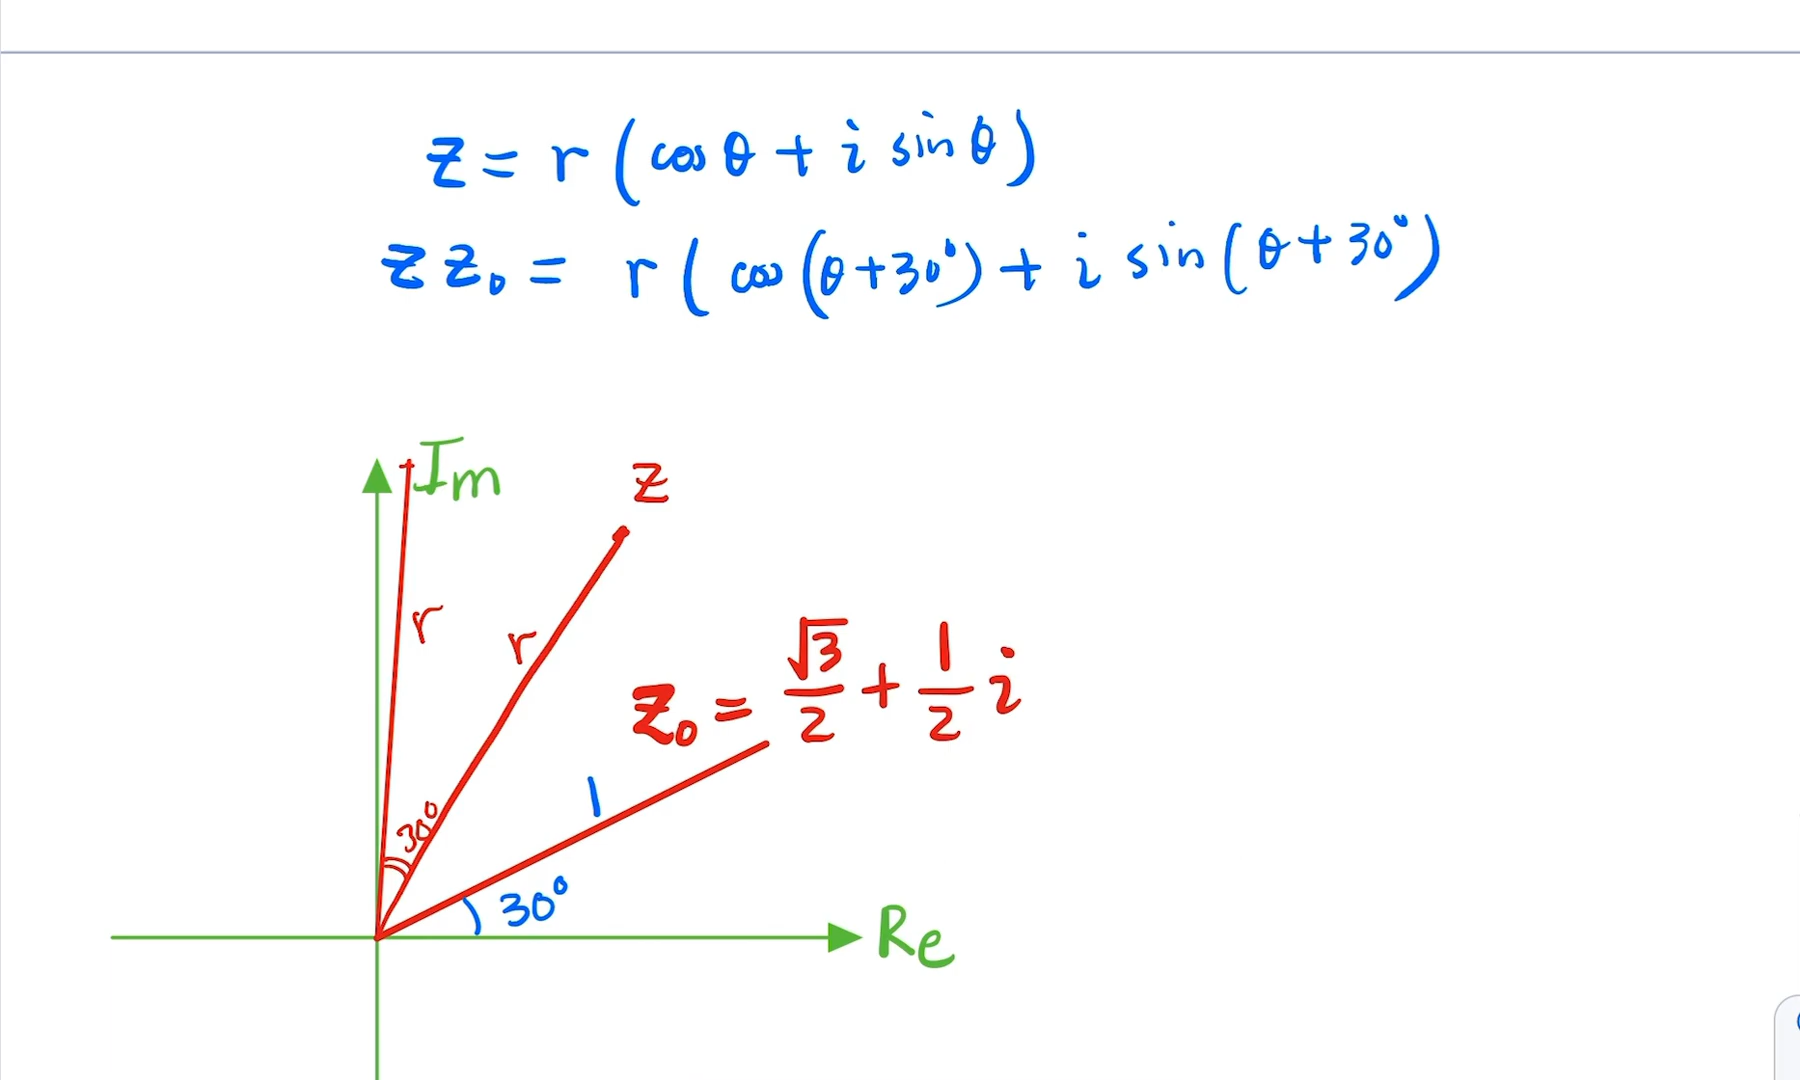 z = r (cos θ + i sin θ)
z z₀ = r ( cos (θ+30°) + i sin (θ+30°)
Im
z
r
r
z₀ = √3/2 + 1/2 i
1
30°
30°
Re